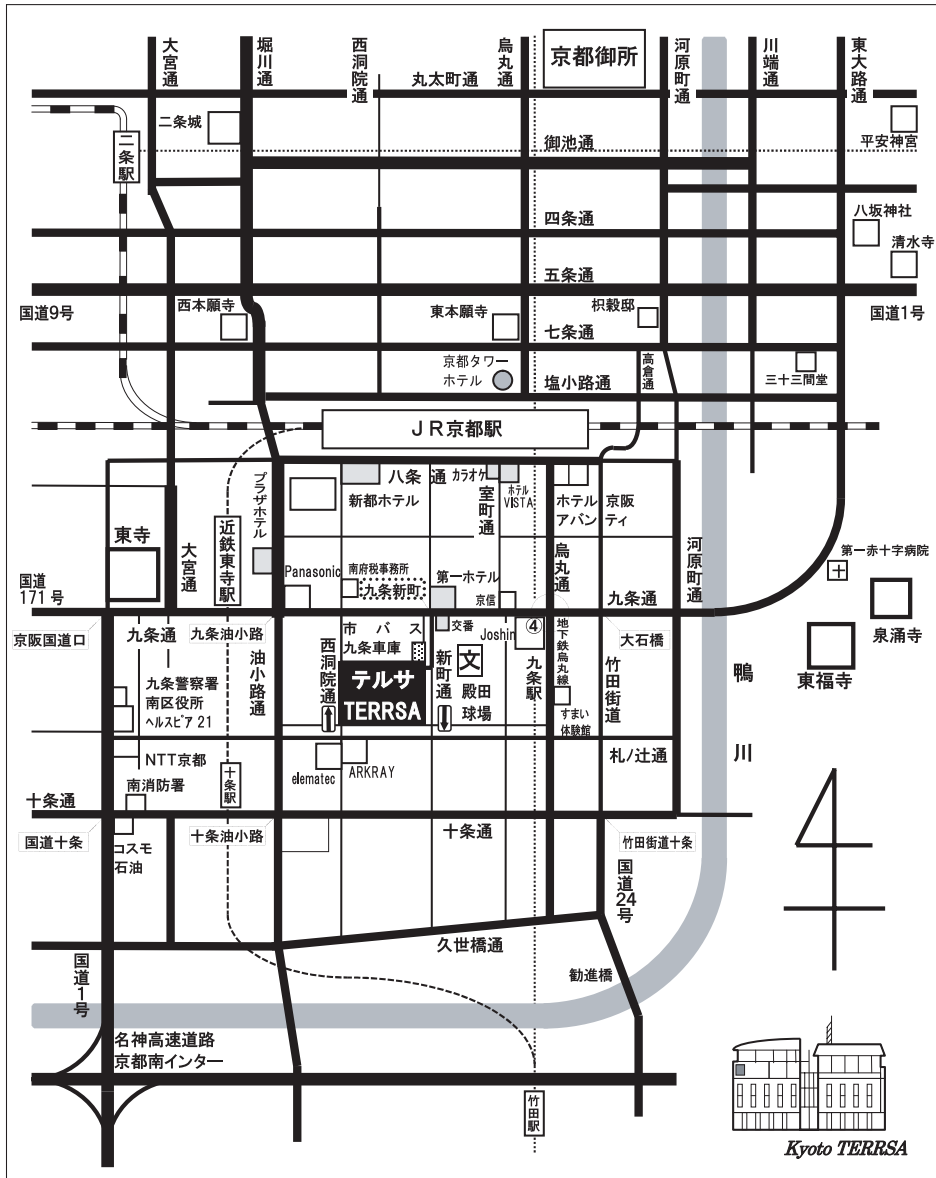 大宮通
堀川通
西洞院通
烏丸通
京都御所
河原町通
川端通
東大路通
丸太町通
二条城
平安神宮
御池通
二条駅
四条通
八坂神社
清水寺
五条通
国道9号
西本願寺
東本願寺
枳穀邸
国道1号
七条通
京都タワー
ホテル
高倉通
三十三間堂
塩小路通
JR京都駅
プラザホテル
八条通
カラオケ
新都ホテル
室町通
ホテル
VISTA
ホテル 京阪
アバンティ
東寺
大宮通
近鉄東寺駅
烏丸通
河原町通
第一赤十字病院
Panasonic
南府税事務所
九条新町
第一ホテル
京信
国道
171号
九条通
泉涌寺
京阪国道口
九条通
九条油小路
市バス
九条車庫
交番
Joshin
④
地下鉄烏丸線
大石橋
東福寺
油小路通
西洞院通
テルサ
TERRSA
新町通
文
殿田
球場
九条駅
竹田街道
鴨川
九条警察署
南区役所
ヘルスピア21
すまい
体験館
NTT京都
十条駅
elematec
ARKRAY
札ノ辻通
南消防署
十条通
国道十条
十条油小路
十条通
竹田街道十条
コスモ
石油
国道24号
久世橋通
国道1号
勧進橋
名神高速道路
京都南インター
竹田駅
Kyoto TERRSA